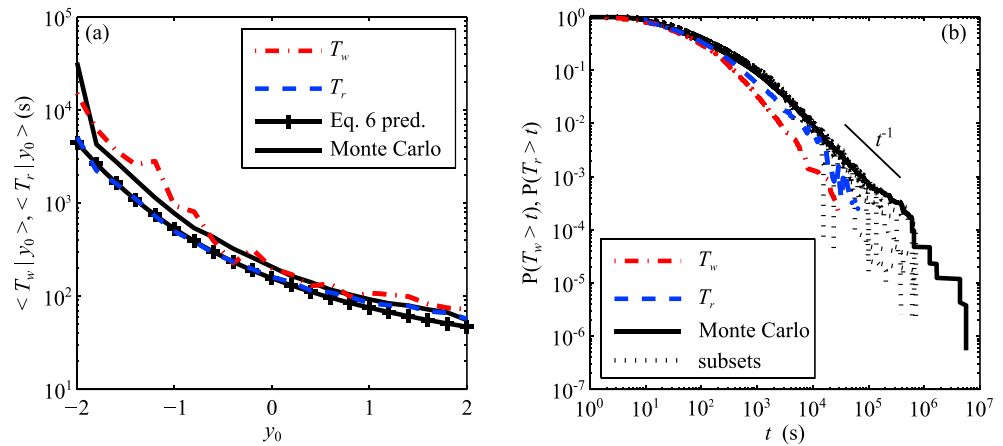 (a)
T_w
T_r
Eq. 6 pred.
Monte Carlo
10^5
10^4
10^3
10^2
10^1
−2
−1
0
1
2
y_0
< T_w | y_0 >, < T_r | y_0 > (s)
(b)
t^-1
T_w
T_r
Monte Carlo
subsets
10^0
10^-1
10^-2
10^-3
10^-4
10^-5
10^-6
10^-7
10^0
10^1
10^2
10^3
10^4
10^5
10^6
10^7
t (s)
P(T_w > t), P(T_r > t)